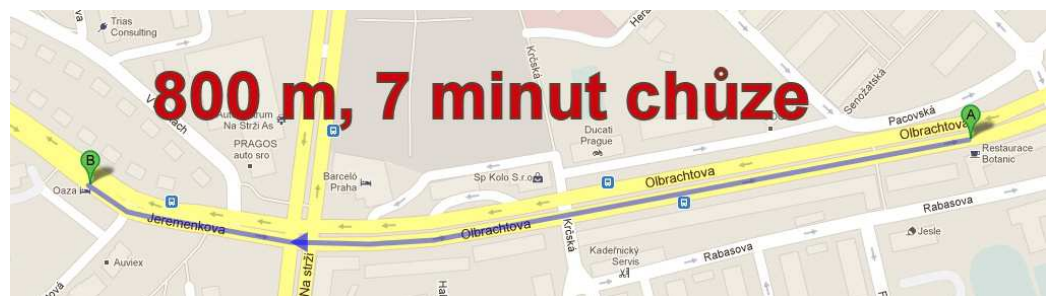 Trias
Consulting
800 m, 7 minut chůze
Krčská
Senožatská
Pacovská
Na Strži As
PRAGOS
auto sro
Ducati
Prague
A
Olbrachtova
Restaurace
Botanic
B
Oaza
Barceló
Praha
Sp Kolo S.r.o
Olbrachtova
Jeremenkova
Olbrachtova
Krčská
Rabasova
Jesle
Kadeřnický
Servis
Rabasova
Auviex
Na strži